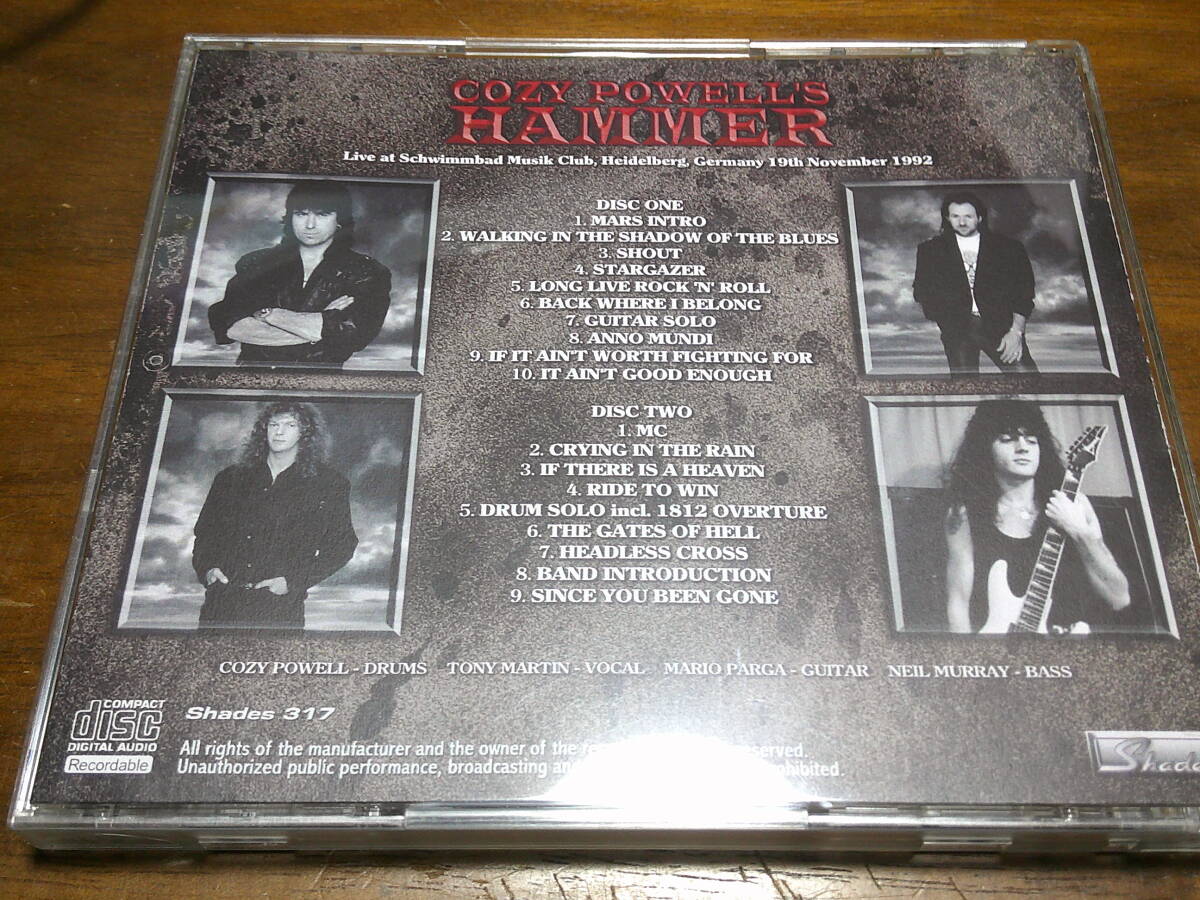 COZY POWELL'S
HAMMER
Live at Schwimmbad Musik Club, Heidelberg, Germany 19th November 1992
DISC ONE
1. MARS INTRO
2. WALKING IN THE SHADOW OF THE BLUES
3. SHOUT
4. STARGAZER
5. LONG LIVE ROCK 'N' ROLL
6. BACK WHERE I BELONG
7. GUITAR SOLO
8. ANNO MUNDI
9. IF IT AIN'T WORTH FIGHTING FOR
10. IT AIN'T GOOD ENOUGH
DISC TWO
1. MC
2. CRYING IN THE RAIN
3. IF THERE IS A HEAVEN
4. RIDE TO WIN
5. DRUM SOLO incl. 1812 OVERTURE
6. THE GATES OF HELL
7. HEADLESS CROSS
8. BAND INTRODUCTION
9. SINCE YOU BEEN GONE
COZY POWELL - DRUMS TONY MARTIN - VOCAL MARIO PARGA - GUITAR NEIL MURRAY - BASS
COMPACT
disc
DIGITAL AUDIO
Recordable
Shades 317
All rights of the manufacturer and the owner of the
Unauthorized public performance, broadcasting